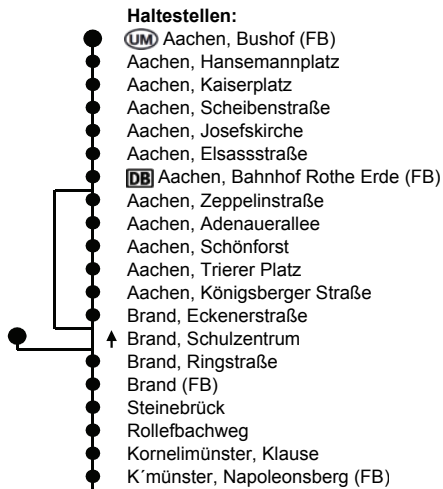 Haltestellen:
UM Aachen, Bushof (FB)
Aachen, Hansemannplatz
Aachen, Kaiserplatz
Aachen, Scheibenstraße
Aachen, Josefskirche
Aachen, Elsassstraße
DB Aachen, Bahnhof Rothe Erde (FB)
Aachen, Zeppelinstraße
Aachen, Adenauerallee
Aachen, Schönforst
Aachen, Trierer Platz
Aachen, Königsberger Straße
Brand, Eckenerstraße
Brand, Schulzentrum
Brand, Ringstraße
Brand (FB)
Steinebrück
Rollefbachweg
Kornelimünster, Klause
K´münster, Napoleonsberg (FB)